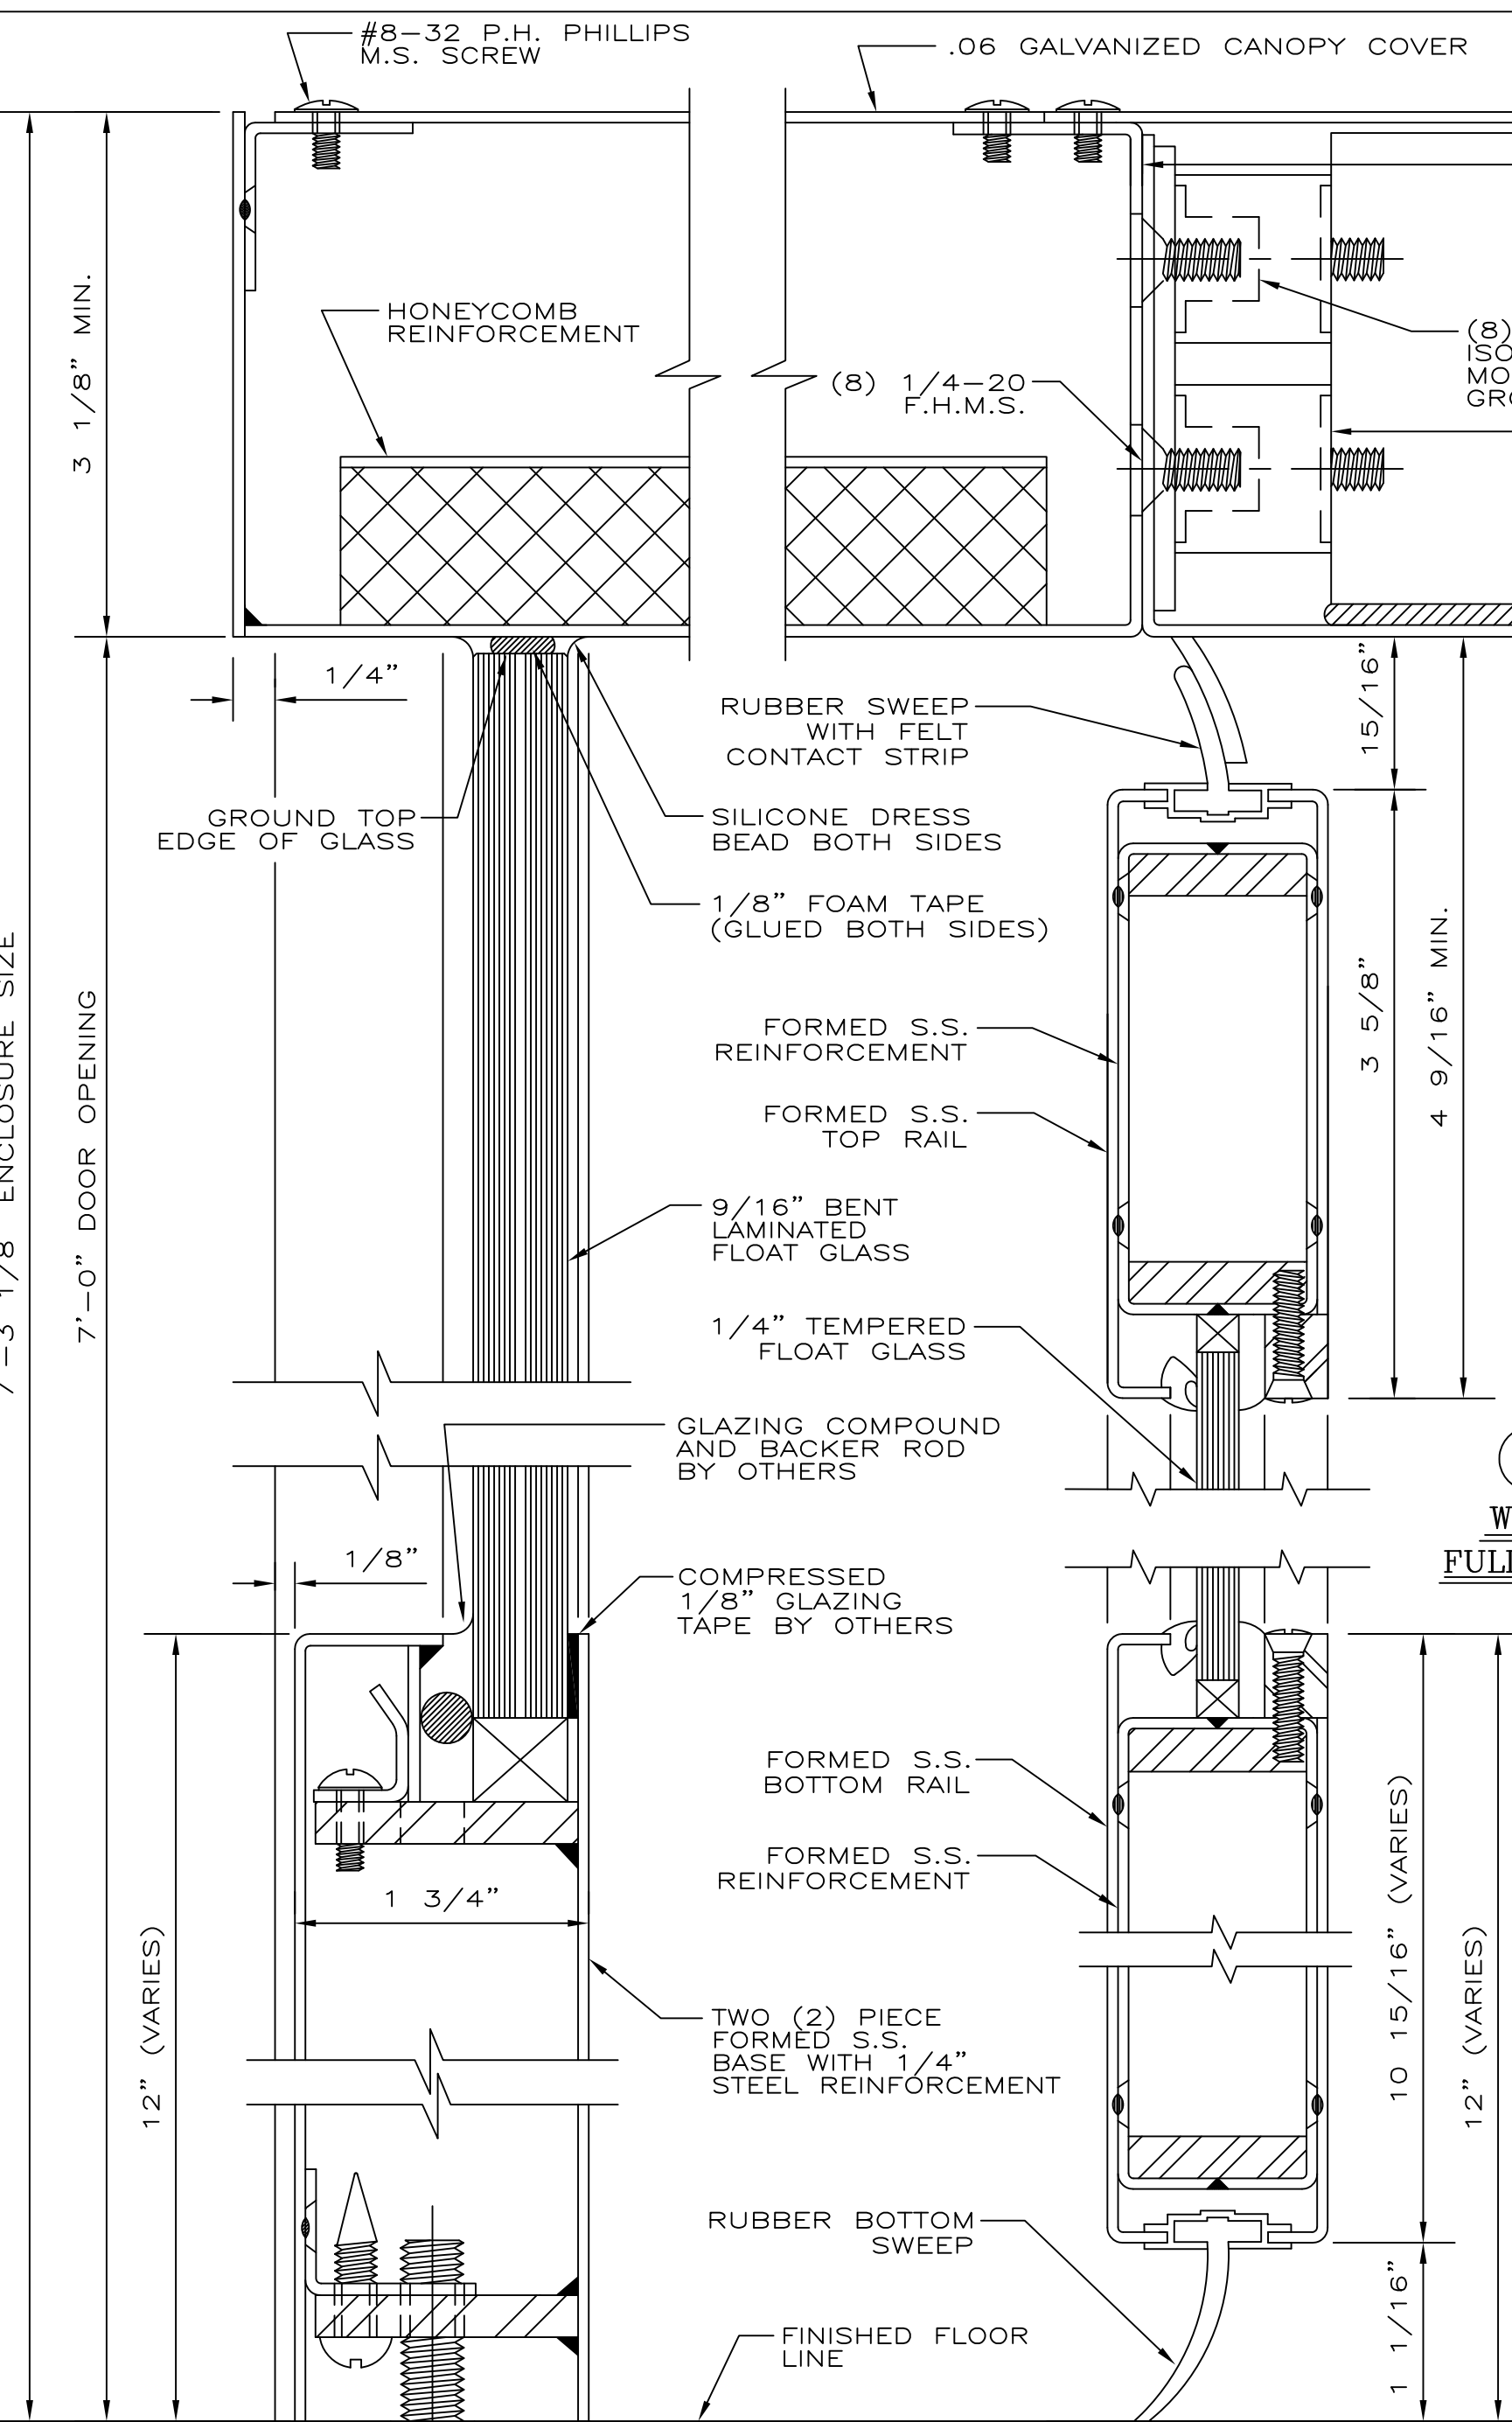 #8-32 P.H. PHILLIPS
M.S. SCREW
.06 GALVANIZED CANOPY COVER
3 1/8" MIN.
HONEYCOMB
REINFORCEMENT
(8) 1/4-20
F.H.M.S.
(8)
1/4"
15/16"
RUBBER SWEEP
WITH FELT
CONTACT STRIP
GROUND TOP
EDGE OF GLASS
SILICONE DRESS
BEAD BOTH SIDES
1/8" FOAM TAPE
(GLUED BOTH SIDES)
ENCLOSURE SIZE
7'-0" DOOR OPENING
3 5/8"
4 9/16" MIN.
FORMED S.S.
REINFORCEMENT
FORMED S.S.
TOP RAIL
9/16" BENT
LAMINATED
FLOAT GLASS
1/4" TEMPERED
FLOAT GLASS
GLAZING COMPOUND
AND BACKER ROD
BY OTHERS
1/8"
COMPRESSED
1/8" GLAZING
TAPE BY OTHERS
FORMED S.S.
BOTTOM RAIL
FORMED S.S.
REINFORCEMENT
1 3/4"
12" (VARIES)
10 15/16" (VARIES)
12" (VARIES)
TWO (2) PIECE
FORMED S.S.
BASE WITH 1/4"
STEEL REINFORCEMENT
RUBBER BOTTOM
SWEEP
FINISHED FLOOR
LINE
1 1/16"